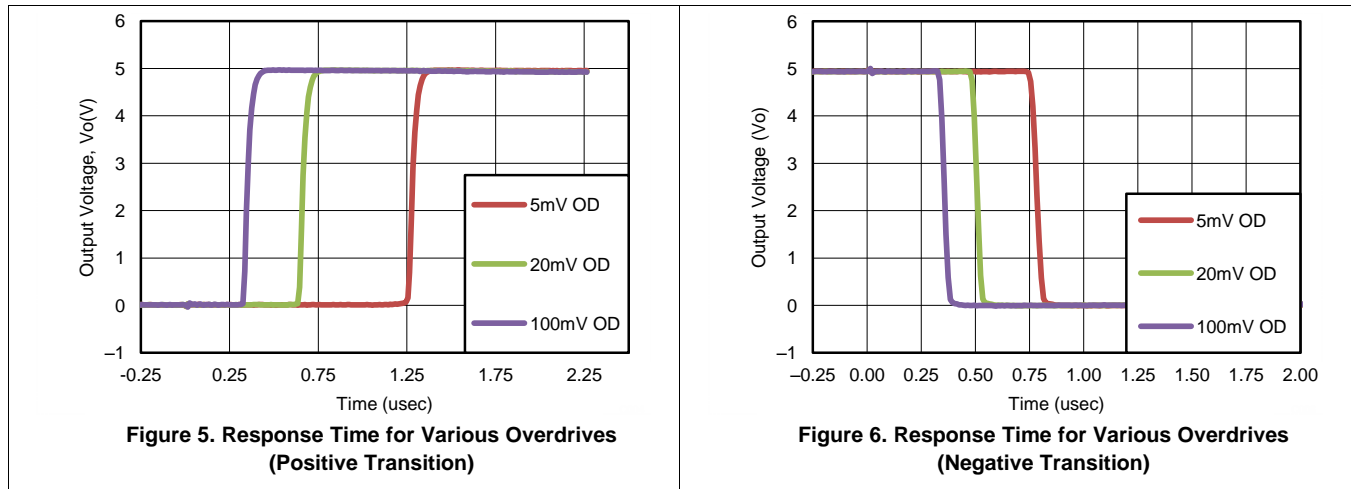 6
5
4
3
2
1
0
–1
Output Voltage, Vo(V)
-0.25 0.25 0.75 1.25 1.75 2.25
Time (usec)
5mV OD
20mV OD
100mV OD
Figure 5. Response Time for Various Overdrives
(Positive Transition)
6
5
4
3
2
1
0
–1
Output Voltage (Vo)
–0.25 0.00 0.25 0.50 0.75 1.00 1.25 1.50 1.75 2.00
Time (usec)
5mV OD
20mV OD
100mV OD
Figure 6. Response Time for Various Overdrives
(Negative Transition)